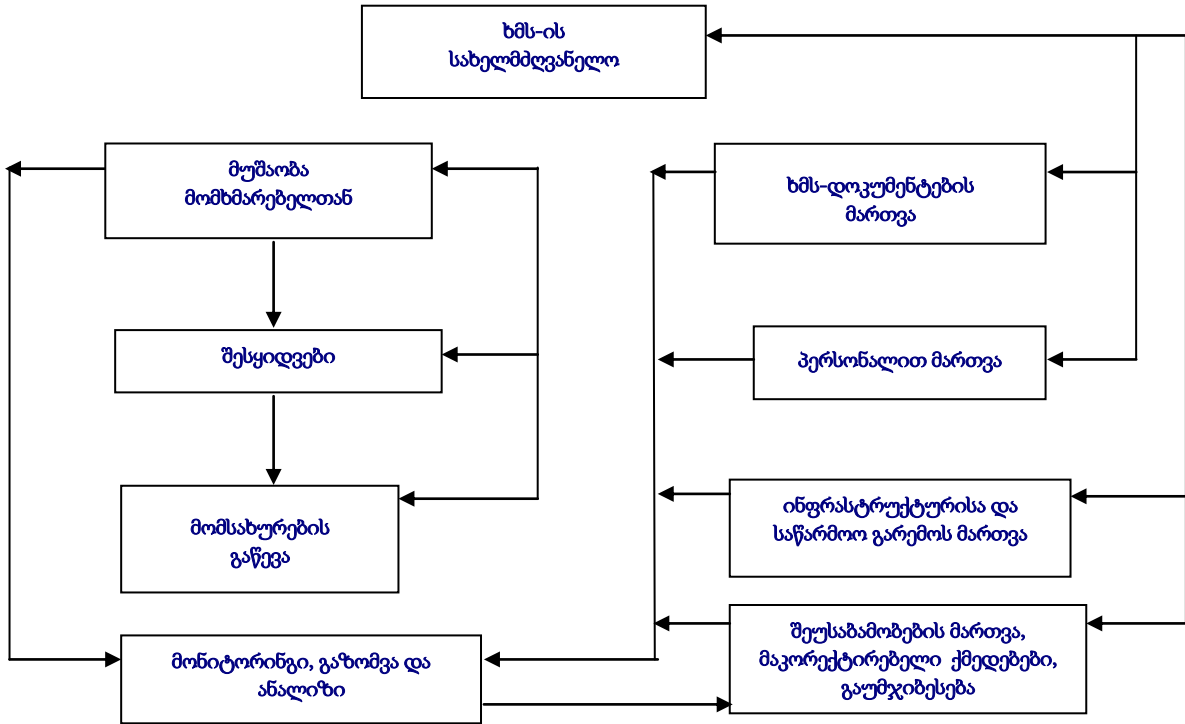 ხმს-ის
სახელმძღვანელო
მუშაობა
მომხმარებელთან
ხმს-დოკუმენტების
მართვა
შესყიდვები
პერსონალით მართვა
მომსახურების
გაწევა
ინფრასტრუქტურისა და
საწარმოო გარემოს მართვა
მონიტორინგი, გაზომვა და
ანალიზი
შეუსაბამობების მართვა,
მაკორექტირებელი ქმედებები,
გაუმჯიბესება